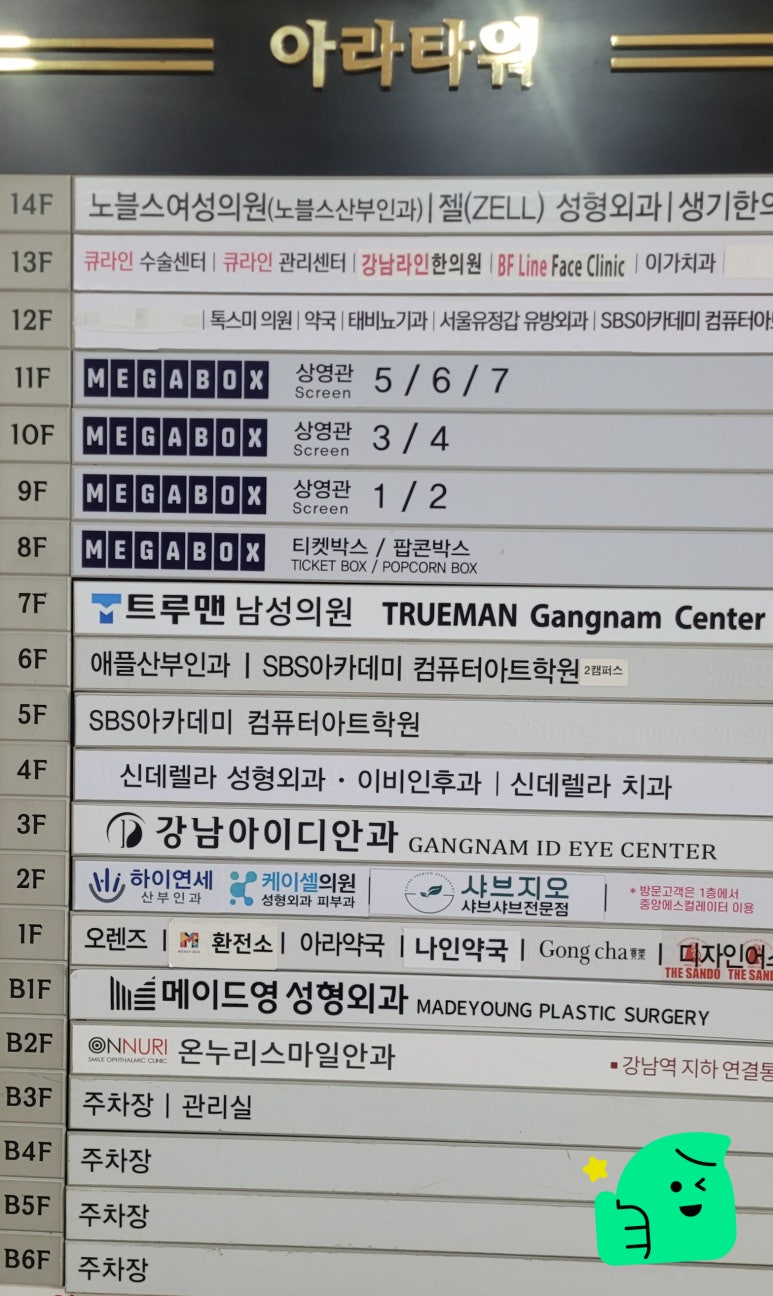 아라타워
14F 노블스여성의원(노블스산부인과) | 젤(ZELL) 성형외과 | 생기한의
13F 큐라인 수술센터 | 큐라인 관리센터 | 강남라인한의원 | BF Line Face Clinic | 이가치과
12F | 톡스미 의원 | 약국 | 태비뇨기과 | 서울유정갑 유방외과 | SBS아카데미 컴퓨터아트
11F MEGABOX 상영관 Screen 5 / 6 / 7
10F MEGABOX 상영관 Screen 3 / 4
9F MEGABOX 상영관 Screen 1 / 2
8F MEGABOX 티켓박스 / 팝콘박스
TICKET BOX / POPCORN BOX
7F 트루맨 남성의원 TRUEMAN Gangnam Center
6F 애플산부인과 | SBS아카데미 컴퓨터아트학원 2캠퍼스
5F SBS아카데미 컴퓨터아트학원
4F 신데렐라 성형외과 · 이비인후과 | 신데렐라 치과
3F 강남아이디안과 GANGNAM ID EYE CENTER
2F 하이연세 산부인과 케이셀의원 성형외과 피부과 | 샤브지오 샤브샤브전문점 | * 방문고객은 1층에서
중앙에스컬레이터 이용
1F 오렌즈 | 환전소 | 아라약국 | 나인약국 | Gong cha 貢茶 |
THE SANDO THE SAND
B1F 메이드영 성형외과 MADEYOUNG PLASTIC SURGERY
B2F ONNURI SMILE OPHTHALMIC CLINIC 온누리스마일안과 ▪ 강남역 지하 연결통
B3F 주차장 | 관리실
B4F 주차장
B5F 주차장
B6F 주차장